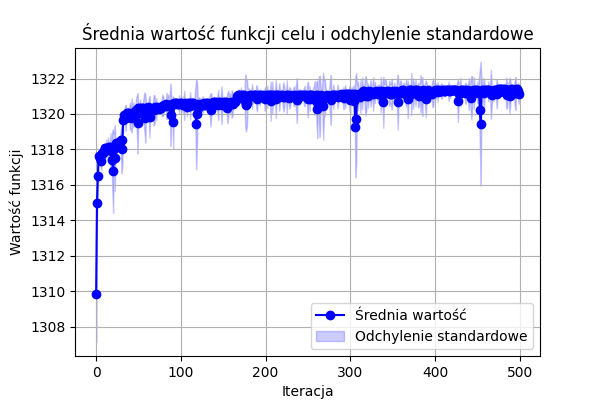 Średnia wartość funkcji celu i odchylenie standardowe
Wartość funkcji
1322
1320
1318
1316
1314
1312
1310
1308
0 100 200 300 400 500
Iteracja
Średnia wartość
Odchylenie standardowe